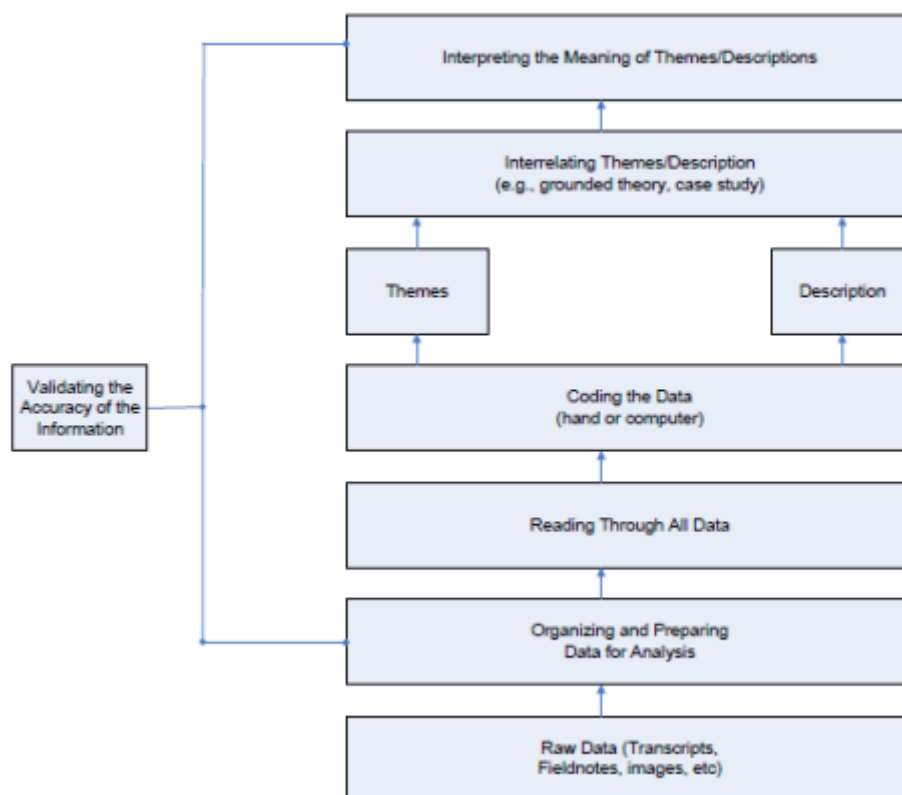 Interpreting the Meaning of Themes/Descriptions
Interrelating Themes/Description
(e.g., grounded theory, case study)
Themes
Description
Validating the
Accuracy of the
Information
Coding the Data
(hand or computer)
Reading Through All Data
Organizing and Preparing
Data for Analysis
Raw Data (Transcripts,
Fieldnotes, images, etc)